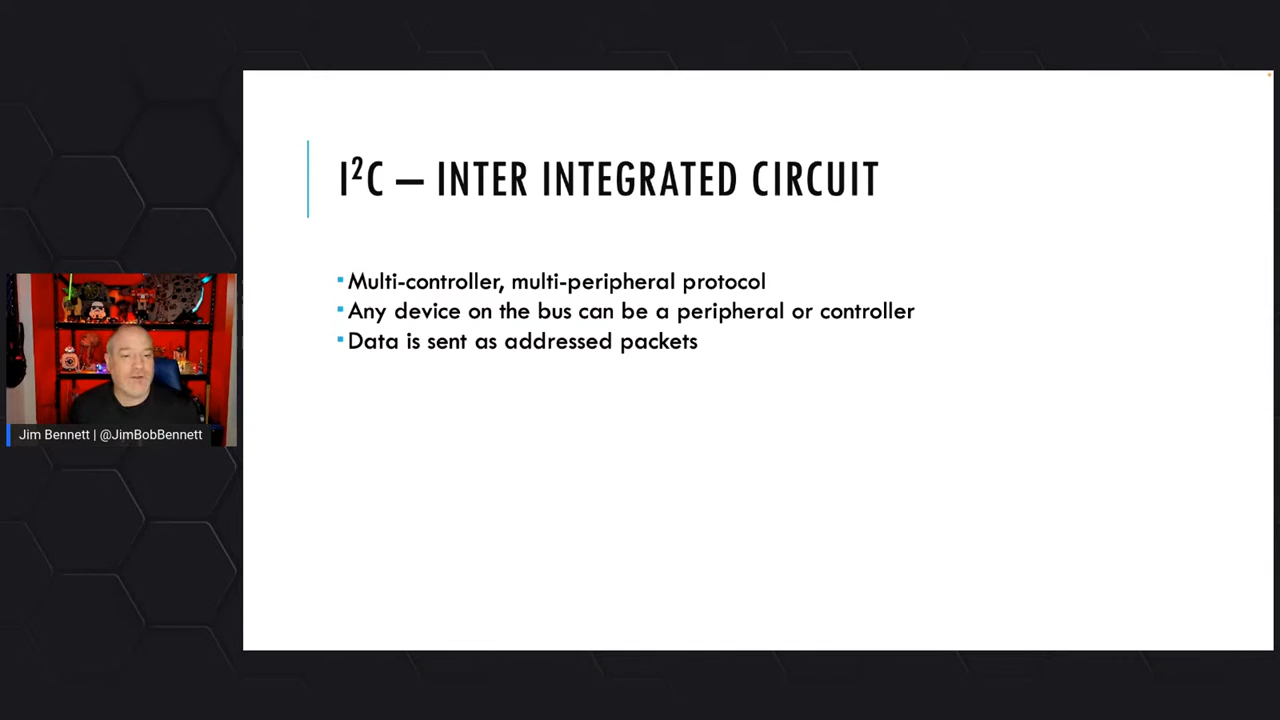 I²C – INTER INTEGRATED CIRCUIT
▪ Multi-controller, multi-peripheral protocol
▪ Any device on the bus can be a peripheral or controller
▪ Data is sent as addressed packets
Jim Bennett | @JimBobBennett